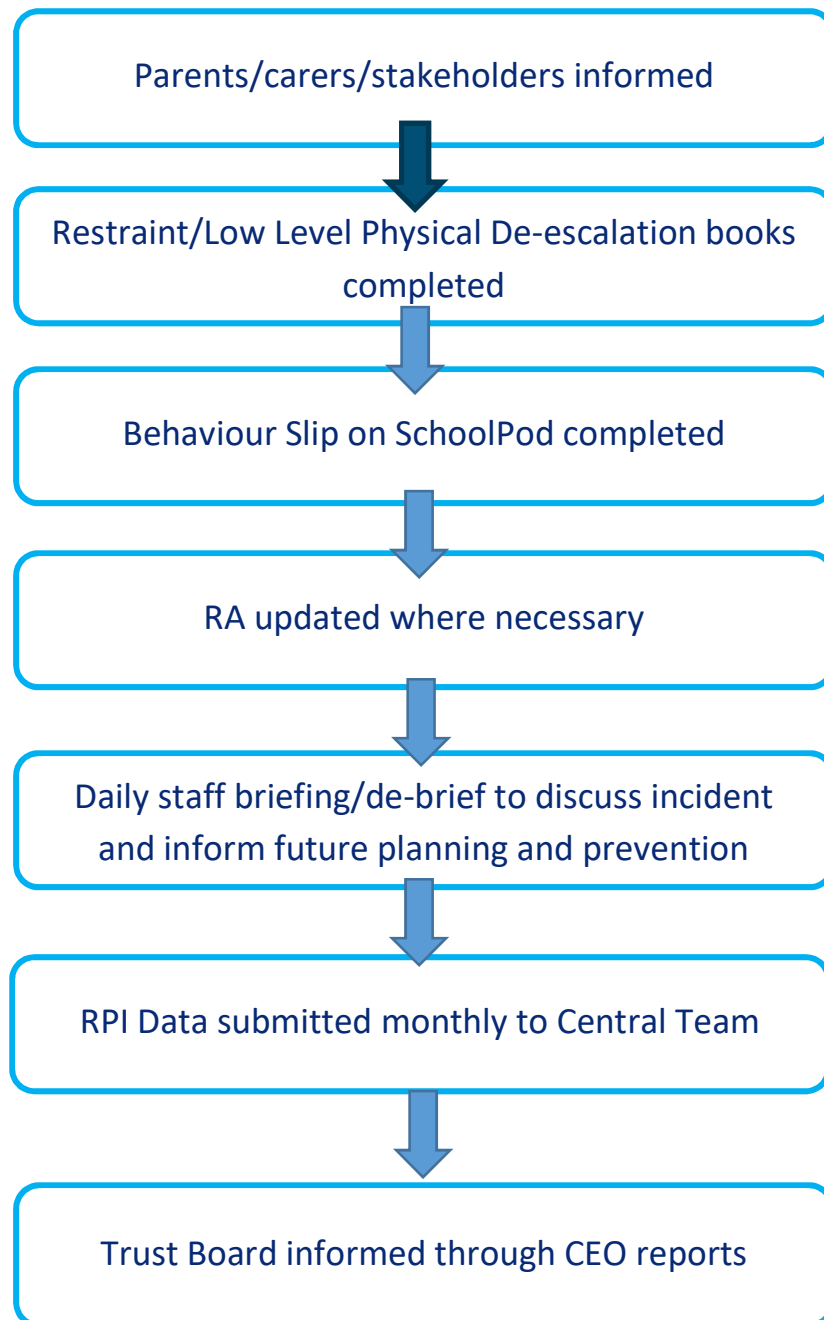 Parents/carers/stakeholders informed
Restraint/Low Level Physical De-escalation books
completed
Behaviour Slip on SchoolPod completed
RA updated where necessary
Daily staff briefing/de-brief to discuss incident
and inform future planning and prevention
RPI Data submitted monthly to Central Team
Trust Board informed through CEO reports